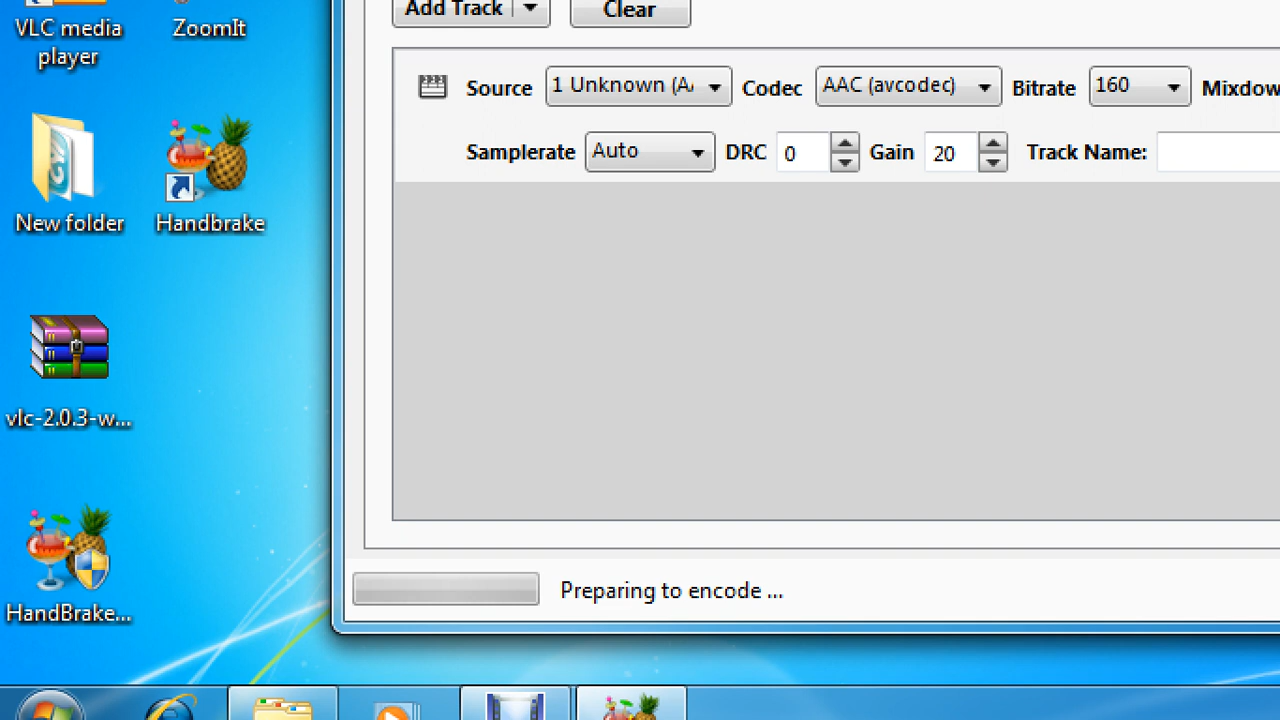 VLC media
player
ZoomIt
New folder
Handbrake
vlc-2.0.3-w...
HandBrake...
Add Track
Clear
Source 1 Unknown (A Codec AAC (avcodec) Bitrate 160 Mixdow
Samplerate Auto DRC 0 Gain 20 Track Name:
Preparing to encode ...